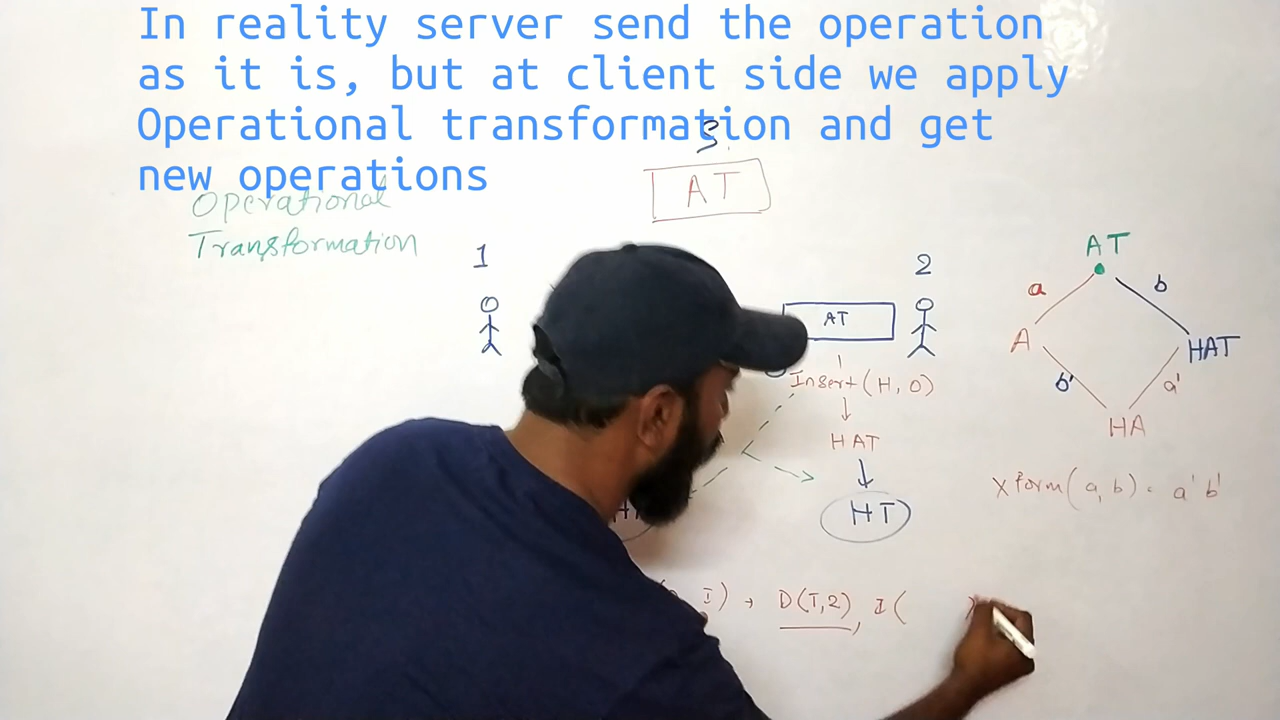 In reality server send the operation
as it is, but at client side we apply
Operational transformation and get
new operations
S.
AT
Operational
Transformation
1
2
AT
Insert(H, 0)
HAT
HT
AT
a
b
A
HAT
b'
a'
HA
Xform(a,b) = a' b'
I) → D(T,2), I( )